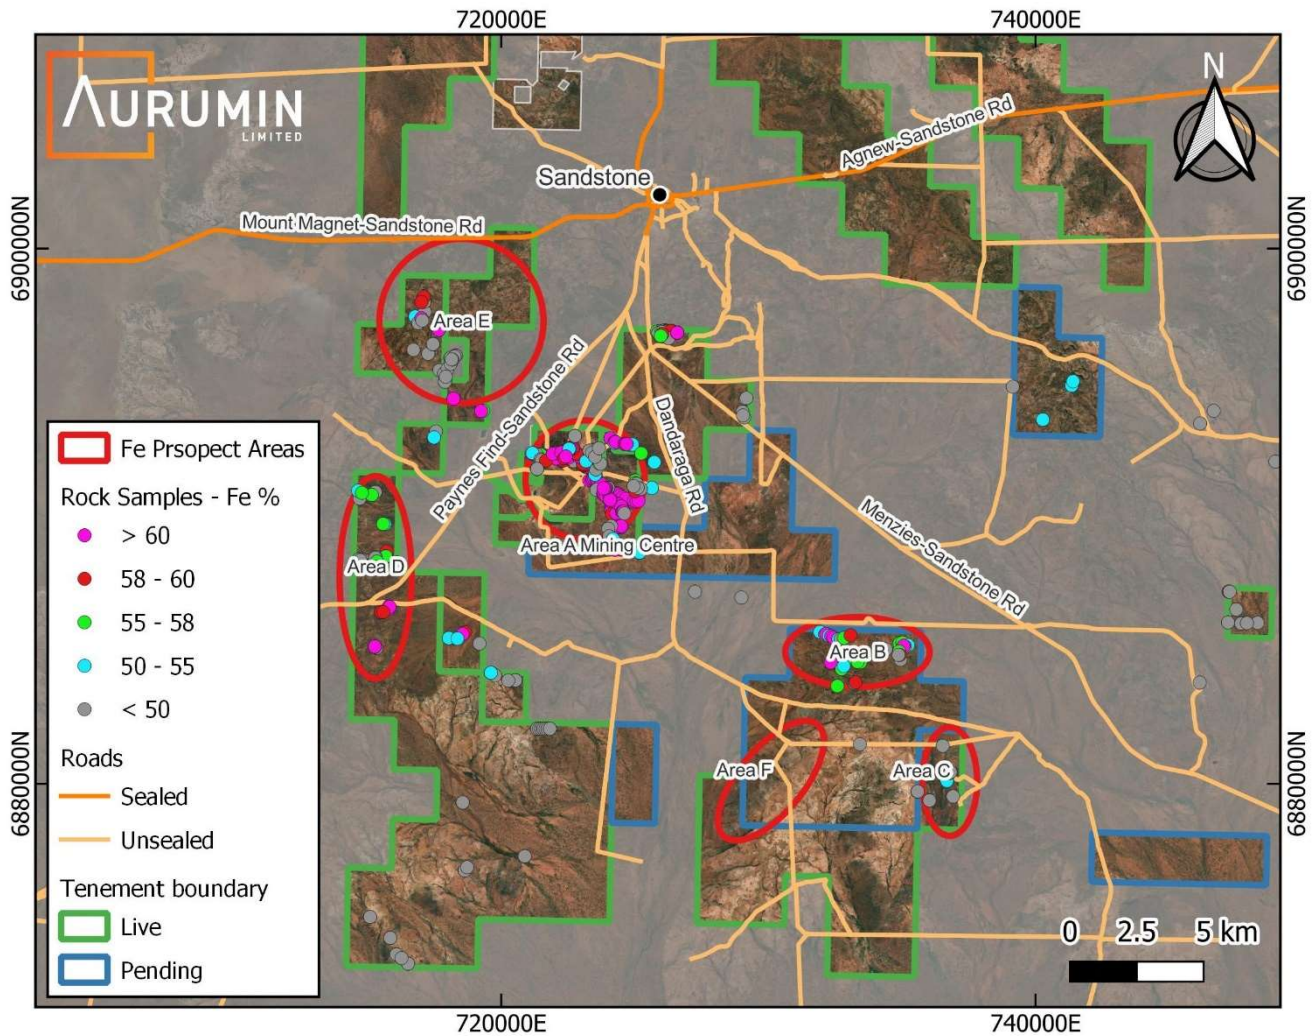 720000E
740000E
AURUMIN
LIMITED
N
Agnew-Sandstone Rd
Sandstone
Mount Magnet-Sandstone Rd
6900000N
6900000N
Area E
Paynes Find-Sandstone Rd
Dandaraga Rd
Menzies-Sandstone Rd
Area A Mining Centre
Area D
Area B
Area F
Area C
6880000N
6880000N
Fe Prsopect Areas
Rock Samples - Fe %
> 60
58 - 60
55 - 58
50 - 55
< 50
Roads
Sealed
Unsealed
Tenement boundary
Live
Pending
0 2.5 5 km
720000E
740000E